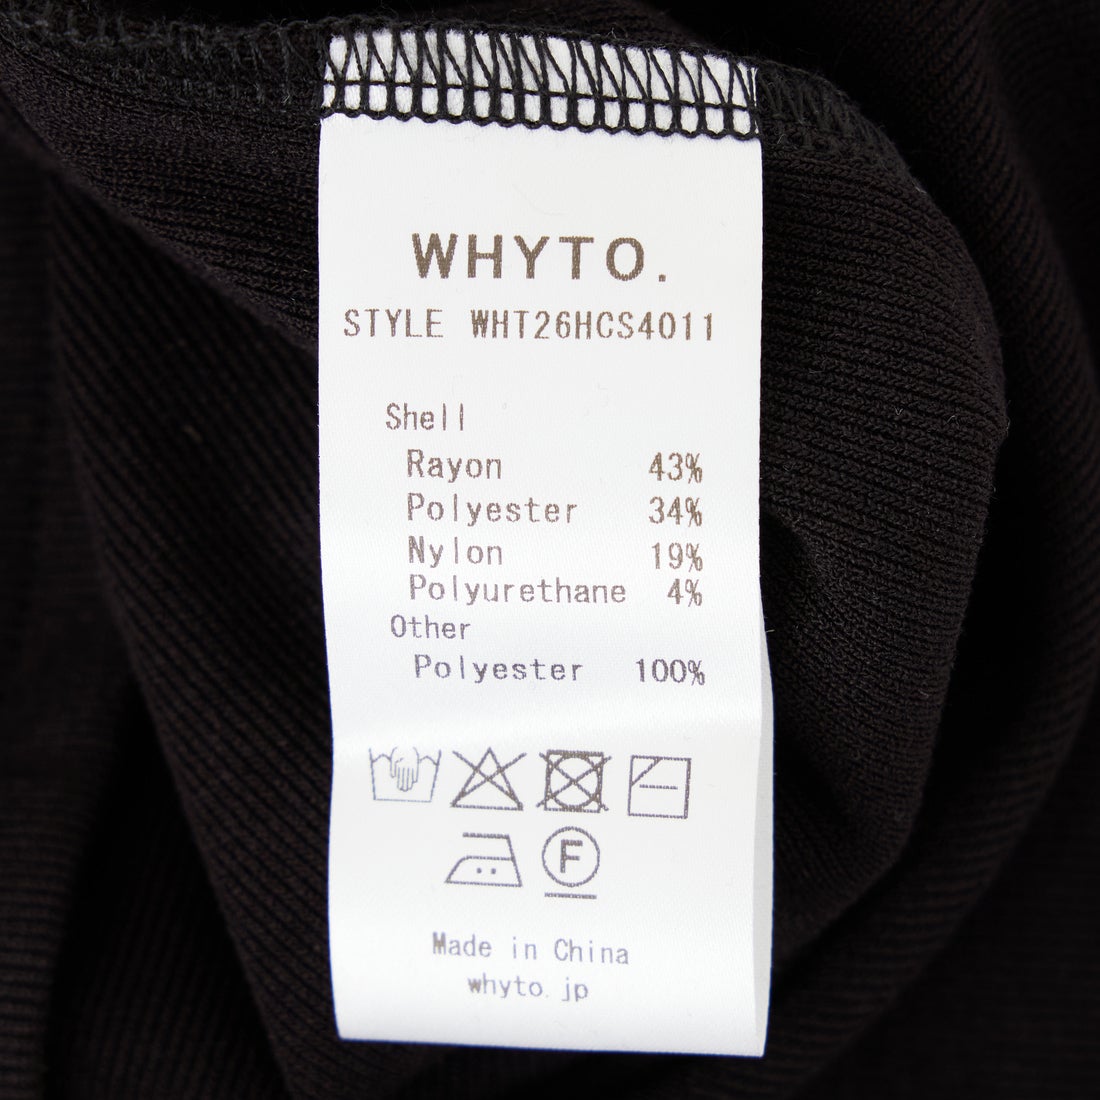 WHYTO.
STYLE WHT26HCS4011
Shell
Rayon 43%
Polyester 34%
Nylon 19%
Polyurethane 4%
Other
Polyester 100%
F
Made in China
whyto.jp